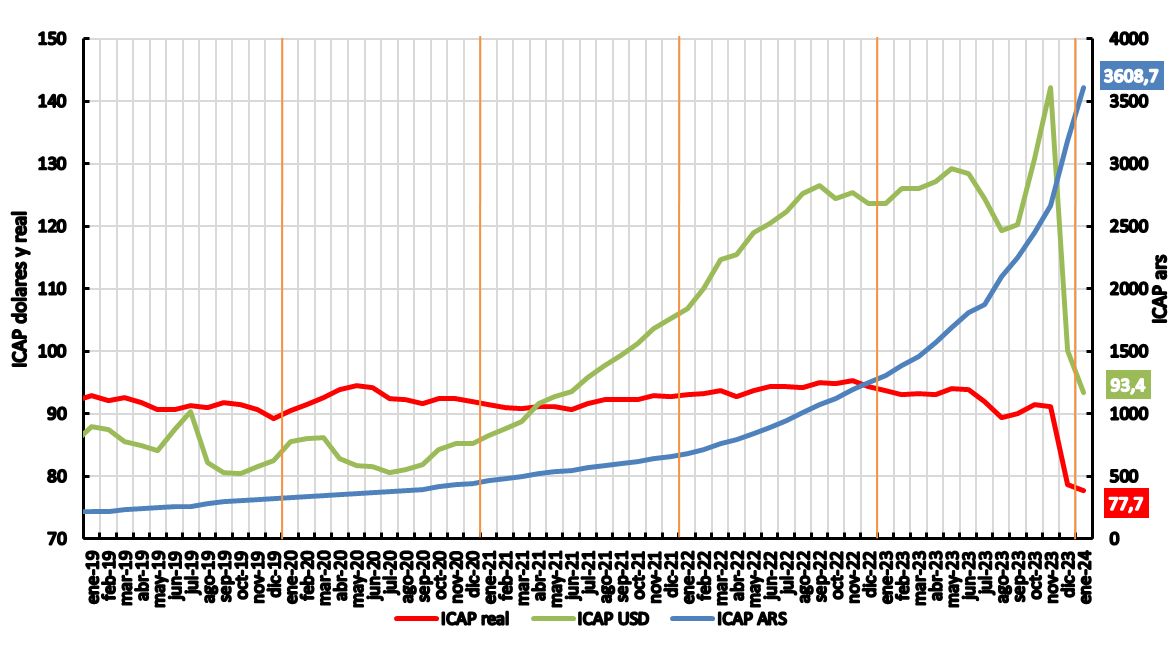 150
140
130
120
110
100
90
80
70
ICAP dolares y real
4000
3500
3000
2500
2000
1500
1000
500
0
ICAP ars
3608,7
93,4
77,7
ene-19
feb-19
mar-19
abr-19
may-19
jun-19
jul-19
ago-19
sep-19
oct-19
nov-19
dic-19
ene-20
feb-20
mar-20
abr-20
may-20
jun-20
jul-20
ago-20
sep-20
oct-20
nov-20
dic-20
ene-21
feb-21
mar-21
abr-21
may-21
jun-21
jul-21
ago-21
sep-21
oct-21
nov-21
dic-21
ene-22
feb-22
mar-22
abr-22
may-22
jun-22
jul-22
ago-22
sep-22
oct-22
nov-22
dic-22
ene-23
feb-23
mar-23
abr-23
may-23
jun-23
jul-23
ago-23
sep-23
oct-23
nov-23
dic-23
ene-24
ICAP real
ICAP USD
ICAP ARS